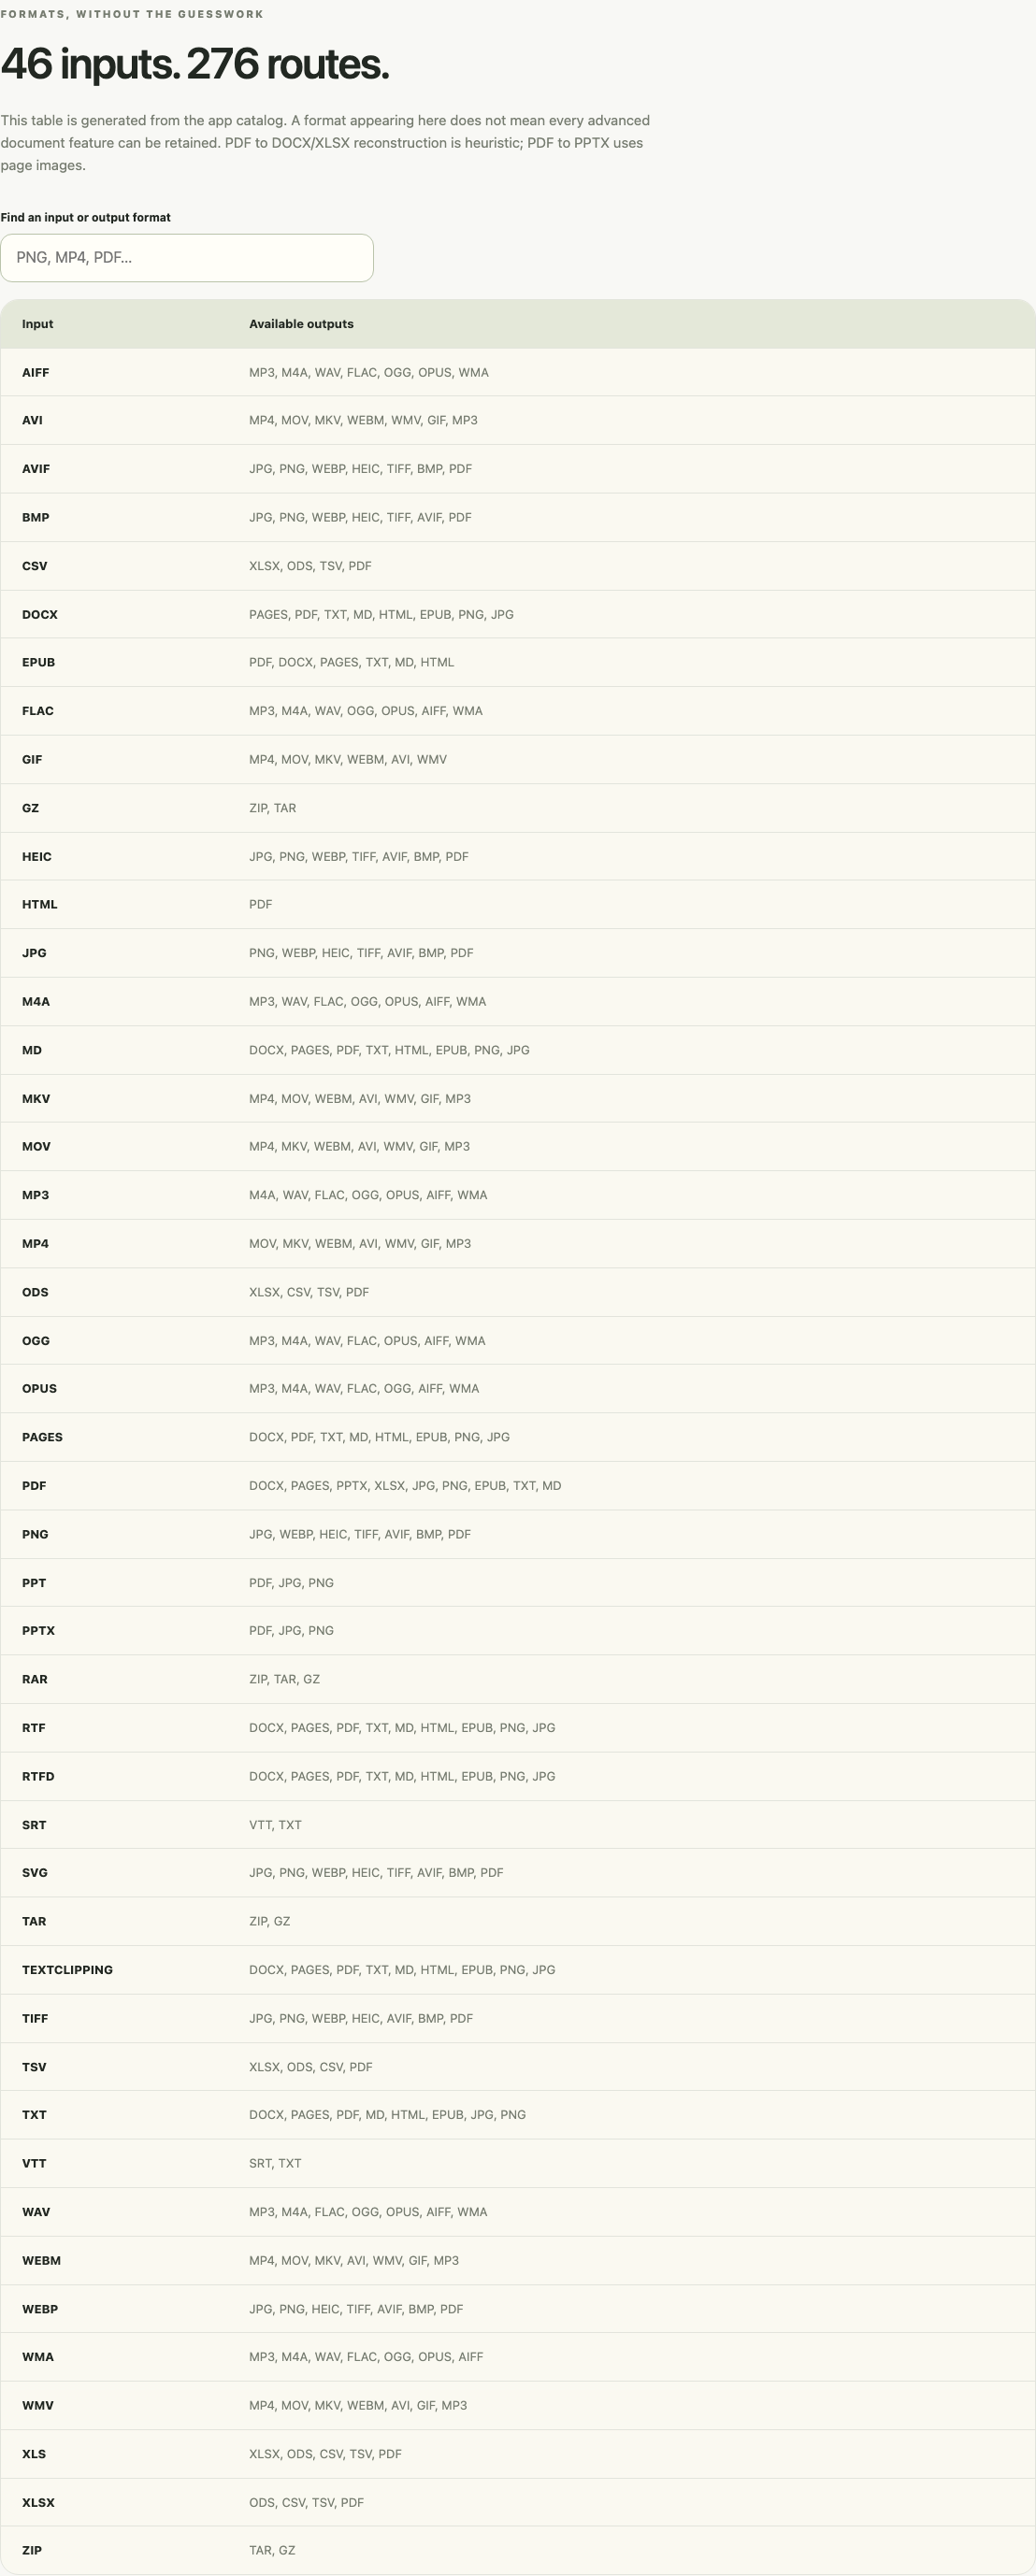 FORMATS, WITHOUT THE GUESSWORK
46 inputs. 276 routes.
This table is generated from the app catalog. A format appearing here does not mean every advanced
document feature can be retained. PDF to DOCX/XLSX reconstruction is heuristic; PDF to PPTX uses
page images.
Find an input or output format
PNG, MP4, PDF...
Input Available outputs
AIFF MP3, M4A, WAV, FLAC, OGG, OPUS, WMA
AVI MP4, MOV, MKV, WEBM, WMV, GIF, MP3
AVIF JPG, PNG, WEBP, HEIC, TIFF, BMP, PDF
BMP JPG, PNG, WEBP, HEIC, TIFF, AVIF, PDF
CSV XLSX, ODS, TSV, PDF
DOCX PAGES, PDF, TXT, MD, HTML, EPUB, PNG, JPG
EPUB PDF, DOCX, PAGES, TXT, MD, HTML
FLAC MP3, M4A, WAV, OGG, OPUS, AIFF, WMA
GIF MP4, MOV, MKV, WEBM, AVI, WMV
GZ ZIP, TAR
HEIC JPG, PNG, WEBP, TIFF, AVIF, BMP, PDF
HTML PDF
JPG PNG, WEBP, HEIC, TIFF, AVIF, BMP, PDF
M4A MP3, WAV, FLAC, OGG, OPUS, AIFF, WMA
MD DOCX, PAGES, PDF, TXT, HTML, EPUB, PNG, JPG
MKV MP4, MOV, WEBM, AVI, WMV, GIF, MP3
MOV MP4, MKV, WEBM, AVI, WMV, GIF, MP3
MP3 M4A, WAV, FLAC, OGG, OPUS, AIFF, WMA
MP4 MOV, MKV, WEBM, AVI, WMV, GIF, MP3
ODS XLSX, CSV, TSV, PDF
OGG MP3, M4A, WAV, FLAC, OPUS, AIFF, WMA
OPUS MP3, M4A, WAV, FLAC, OGG, AIFF, WMA
PAGES DOCX, PDF, TXT, MD, HTML, EPUB, PNG, JPG
PDF DOCX, PAGES, PPTX, XLSX, JPG, PNG, EPUB, TXT, MD
PNG JPG, WEBP, HEIC, TIFF, AVIF, BMP, PDF
PPT PDF, JPG, PNG
PPTX PDF, JPG, PNG
RAR ZIP, TAR, GZ
RTF DOCX, PAGES, PDF, TXT, MD, HTML, EPUB, PNG, JPG
RTFD DOCX, PAGES, PDF, TXT, MD, HTML, EPUB, PNG, JPG
SRT VTT, TXT
SVG JPG, PNG, WEBP, HEIC, TIFF, AVIF, BMP, PDF
TAR ZIP, GZ
TEXTCLIPPING DOCX, PAGES, PDF, TXT, MD, HTML, EPUB, PNG, JPG
TIFF JPG, PNG, WEBP, HEIC, AVIF, BMP, PDF
TSV XLSX, ODS, CSV, PDF
TXT DOCX, PAGES, PDF, MD, HTML, EPUB, JPG, PNG
VTT SRT, TXT
WAV MP3, M4A, FLAC, OGG, OPUS, AIFF, WMA
WEBM MP4, MOV, MKV, AVI, WMV, GIF, MP3
WEBP JPG, PNG, HEIC, TIFF, AVIF, BMP, PDF
WMA MP3, M4A, WAV, FLAC, OGG, OPUS, AIFF
WMV MP4, MOV, MKV, WEBM, AVI, GIF, MP3
XLS XLSX, ODS, CSV, TSV, PDF
XLSX ODS, CSV, TSV, PDF
ZIP TAR, GZ